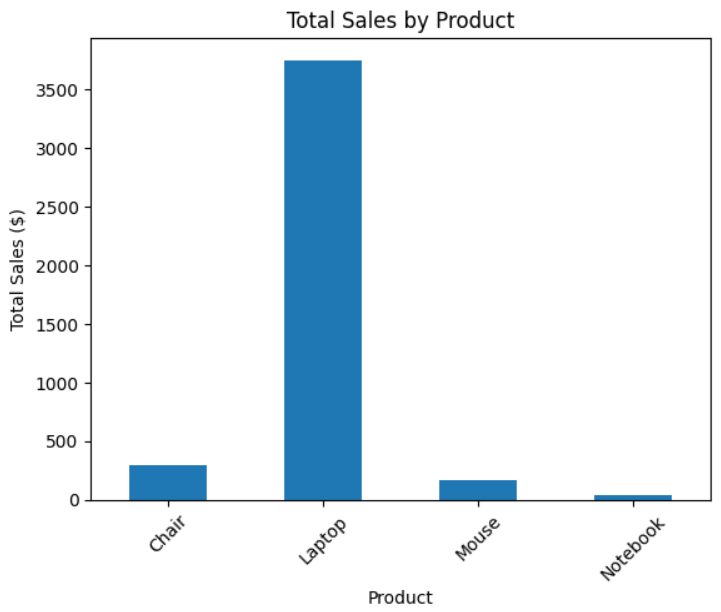 Total Sales by Product
Total Sales ($)
3500
3000
2500
2000
1500
1000
500
0
Chair
Laptop
Mouse
Notebook
Product